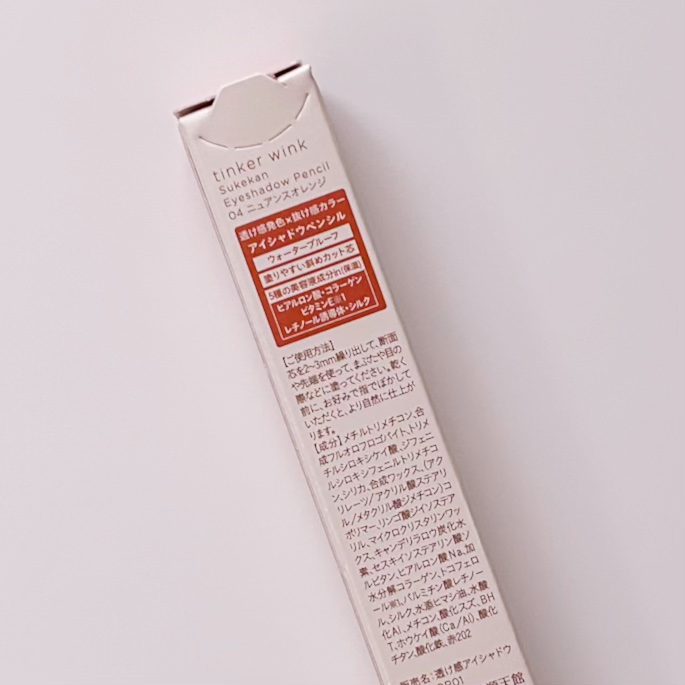 tinker wink
Sukekan
Eyeshadow Pencil
04 ニュアンスオレンジ
透け感発色×抜け感カラー
アイシャドウペンシル
ウォータープルーフ
塗りやすい斜めカット芯
5種の美容液成分in(保湿)
ヒアルロン酸・コラーゲン
ビタミンE※1
レチノール誘導体・シルク
【ご使用方法】
芯を2~3mm繰り出して、断面
や先端を使って、まぶたや目の
際などに塗ってください。乾く
前に、お好みで指でぼかして
いただくと、より自然に仕上が
ります。
【成分】メチルトリメチコン、合
成フルオロフロゴパイト、トリメ
チルシロキシケイ酸、ジフェニ
ルシロキシフェニルトリメチコ
ン、シリカ、合成ワックス、(アク
リレーツ/アクリル酸ステアリ
ル/メタクリル酸ジメチコン)コ
ポリマー、リンゴ酸ジイソステア
リル、マイクロクリスタリンワッ
クス、キャンデリラロウ炭化水
素、セスキイソステアリン酸ソ
ルビタン、ヒアルロン酸Na、加
水分解コラーゲン、トコフェロ
ール※1、パルミチン酸レチノー
ル、シルク、水添ヒマシ油、水酸
化Al、メチコン、酸化スズ、BH
T、ホウケイ酸(Ca/Al)、酸化
チタン、酸化鉄、赤202
販売名:透け感アイシャドウ